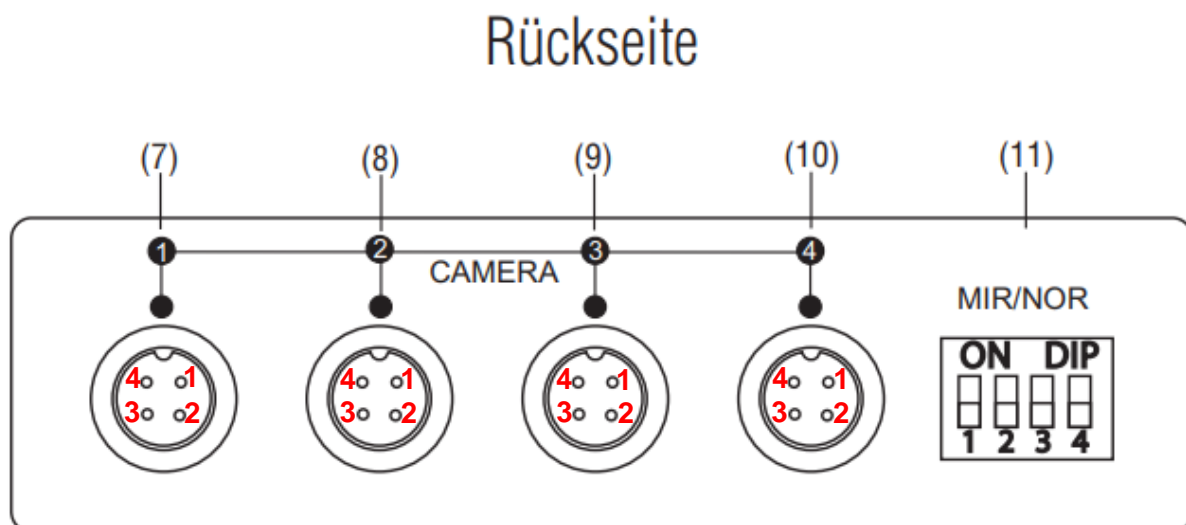 Rückseite
(7) (8) (9) (10) (11)
1 2 3 4
CAMERA
MIR/NOR
ON DIP
4 1 4 1 4 1 4 1
3 2 3 2 3 2 3 2
1 2 3 4